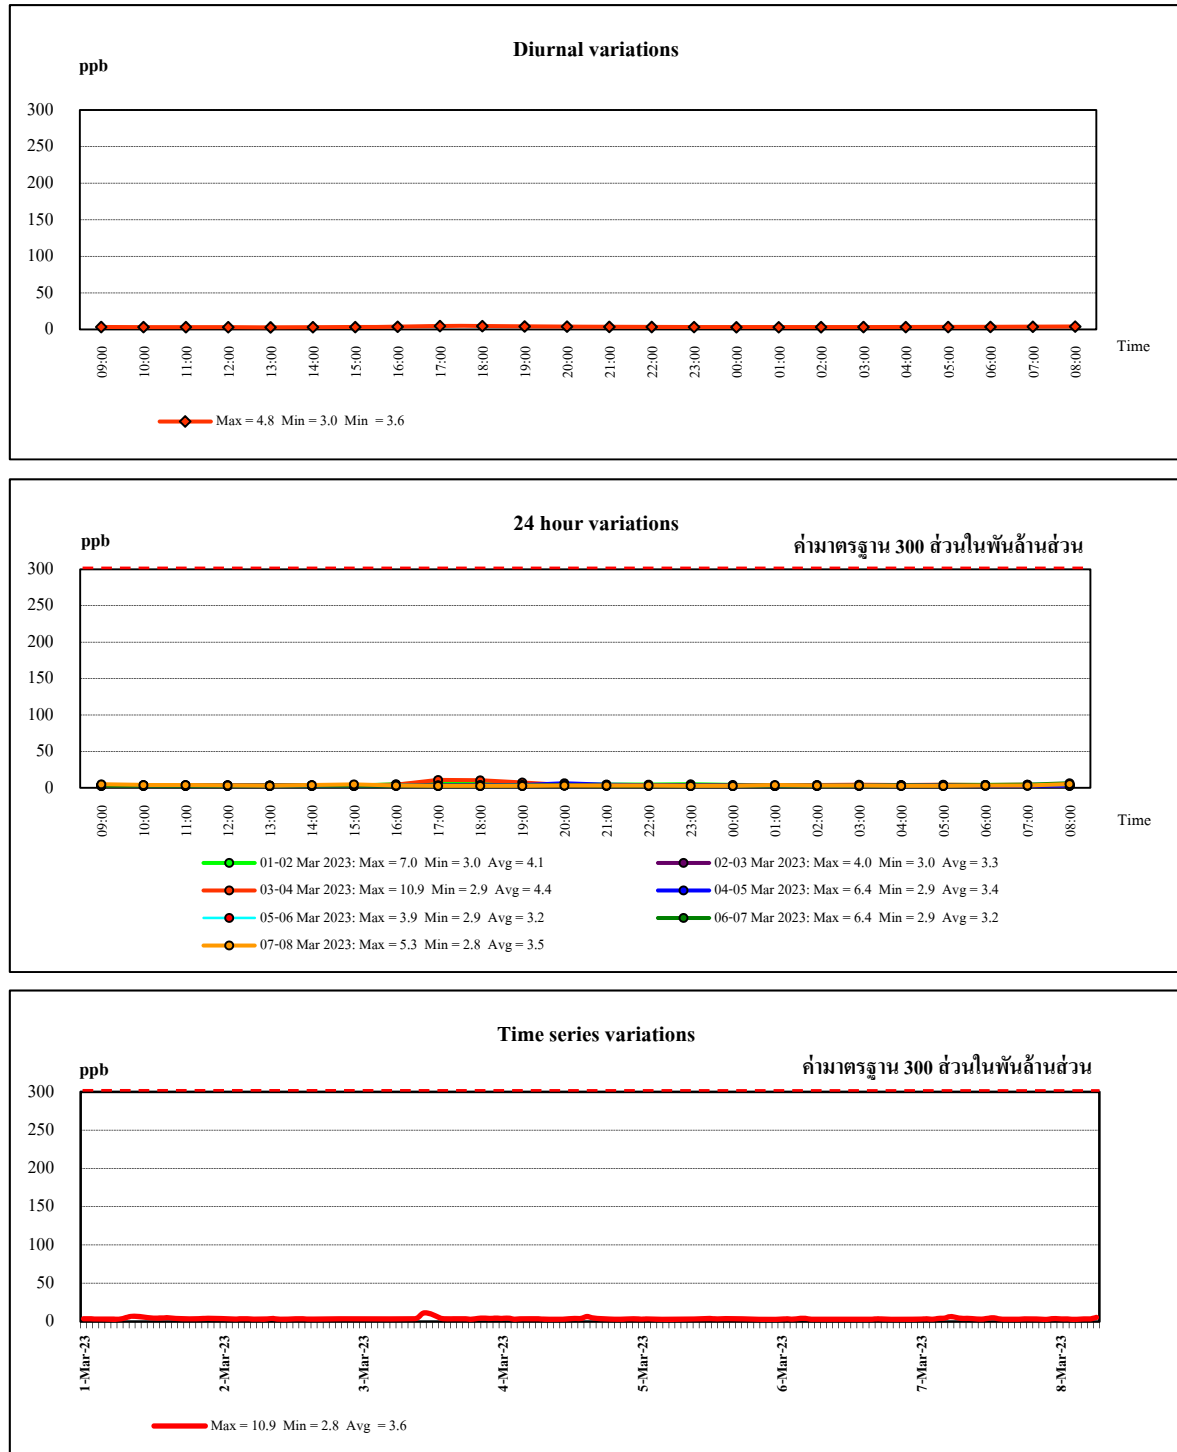 Diurnal variations
ppb
300
250
200
150
100
50
0
09:00 10:00 11:00 12:00 13:00 14:00 15:00 16:00 17:00 18:00 19:00 20:00 21:00 22:00 23:00 00:00 01:00 02:00 03:00 04:00 05:00 06:00 07:00 08:00
Time
Max = 4.8 Min = 3.0 Min = 3.6
24 hour variations
ppb
ค่ามาตรฐาน 300 ส่วนในพันล้านส่วน
300
250
200
150
100
50
0
09:00 10:00 11:00 12:00 13:00 14:00 15:00 16:00 17:00 18:00 19:00 20:00 21:00 22:00 23:00 00:00 01:00 02:00 03:00 04:00 05:00 06:00 07:00 08:00
Time
01-02 Mar 2023: Max = 7.0 Min = 3.0 Avg = 4.1
02-03 Mar 2023: Max = 4.0 Min = 3.0 Avg = 3.3
03-04 Mar 2023: Max = 10.9 Min = 2.9 Avg = 4.4
04-05 Mar 2023: Max = 6.4 Min = 2.9 Avg = 3.4
05-06 Mar 2023: Max = 3.9 Min = 2.9 Avg = 3.2
06-07 Mar 2023: Max = 6.4 Min = 2.9 Avg = 3.2
07-08 Mar 2023: Max = 5.3 Min = 2.8 Avg = 3.5
Time series variations
ppb
ค่ามาตรฐาน 300 ส่วนในพันล้านส่วน
300
250
200
150
100
50
0
1-Mar-23 2-Mar-23 3-Mar-23 4-Mar-23 5-Mar-23 6-Mar-23 7-Mar-23 8-Mar-23
Max = 10.9 Min = 2.8 Avg = 3.6